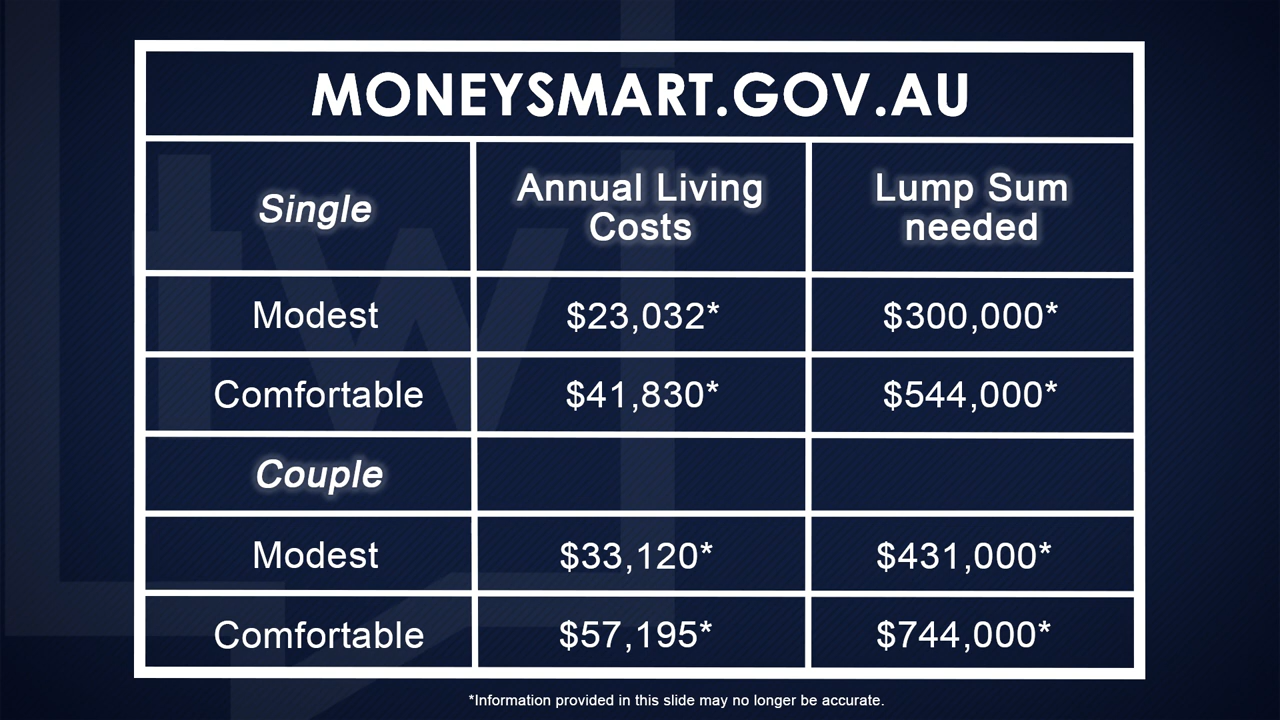 MONEYSMART.GOV.AU
Single
Annual Living
Costs
Lump Sum
needed
Modest
$23,032*
$300,000*
Comfortable
$41,830*
$544,000*
Couple
Modest
$33,120*
$431,000*
Comfortable
$57,195*
$744,000*
*Information provided in this slide may no longer be accurate.